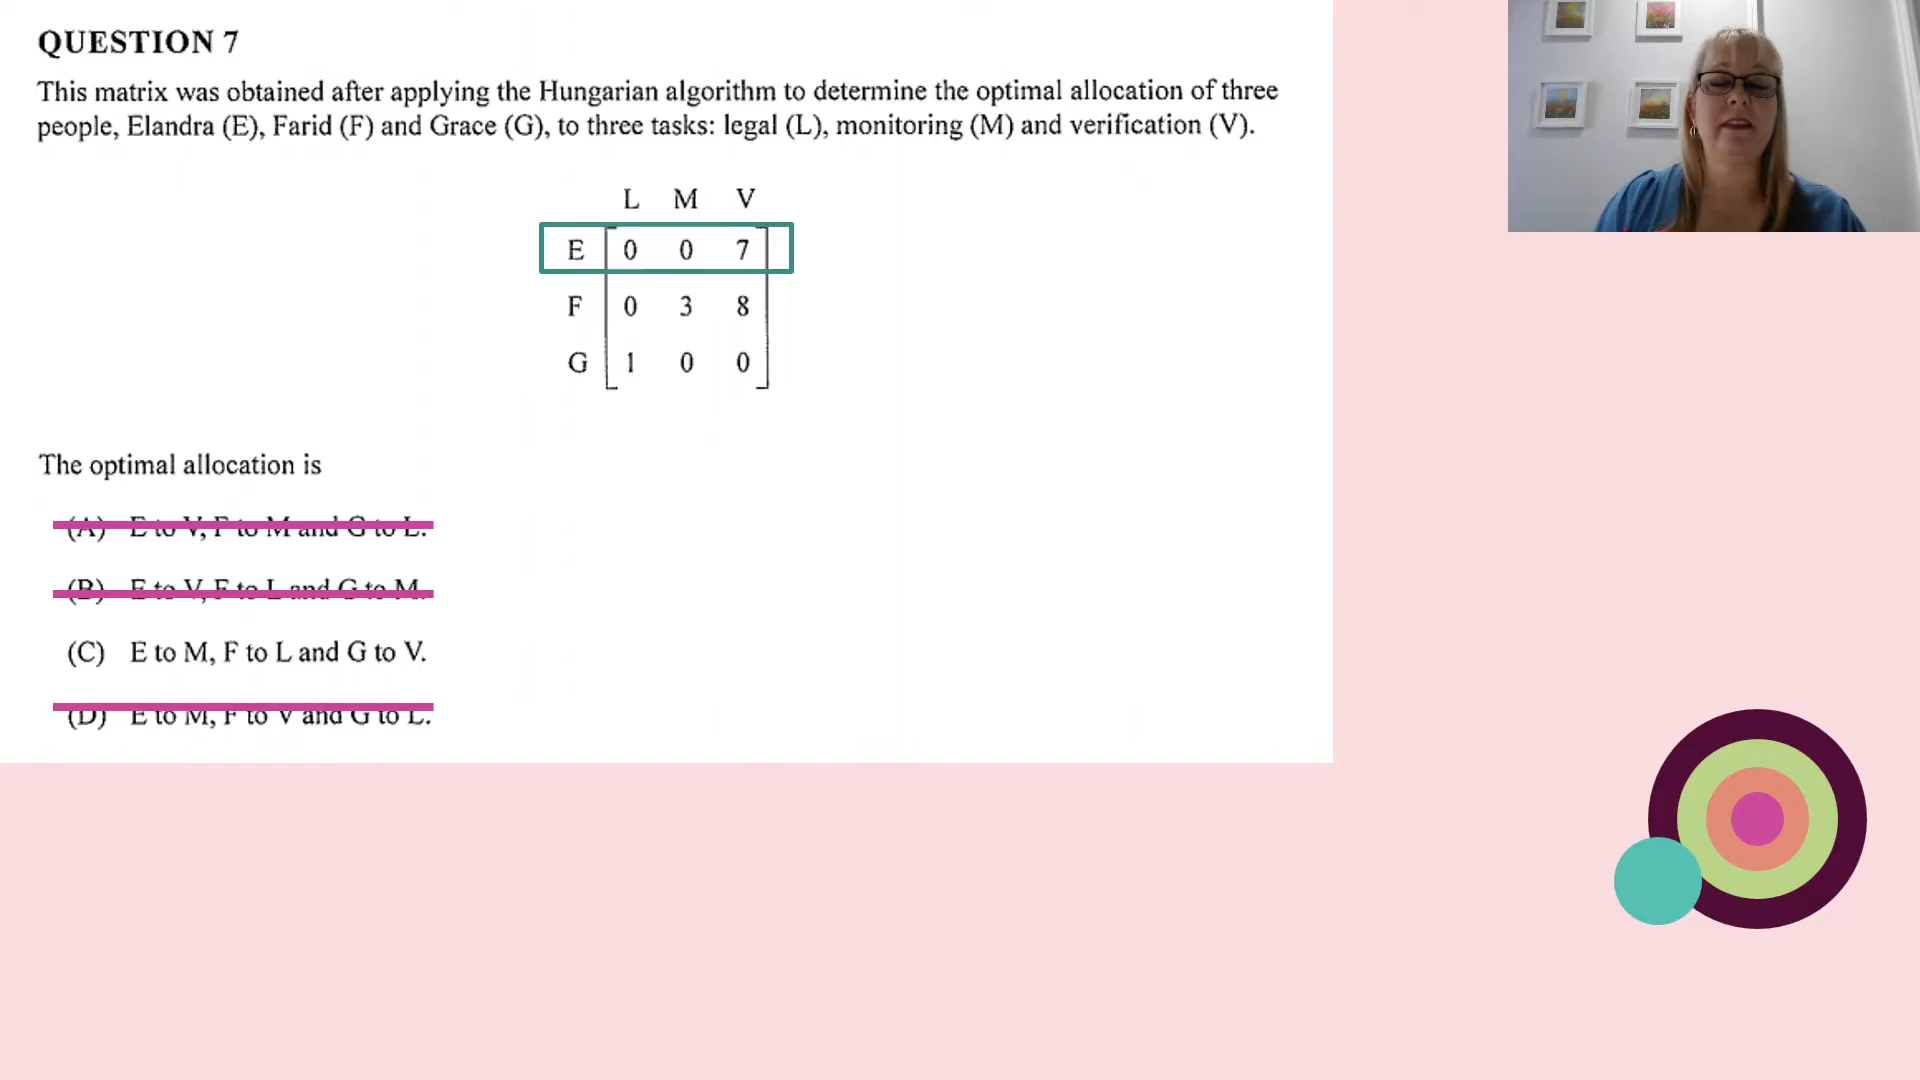 QUESTION 7
This matrix was obtained after applying the Hungarian algorithm to determine the optimal allocation of three
people, Elandra (E), Farid (F) and Grace (G), to three tasks: legal (L), monitoring (M) and verification (V).
L M V
E 0 0 7
F 0 3 8
G 1 0 0
The optimal allocation is
(A) E to V, F to M and G to L.
(B) E to V, F to L and G to M.
(C) E to M, F to L and G to V.
(D) E to M, F to V and G to L.